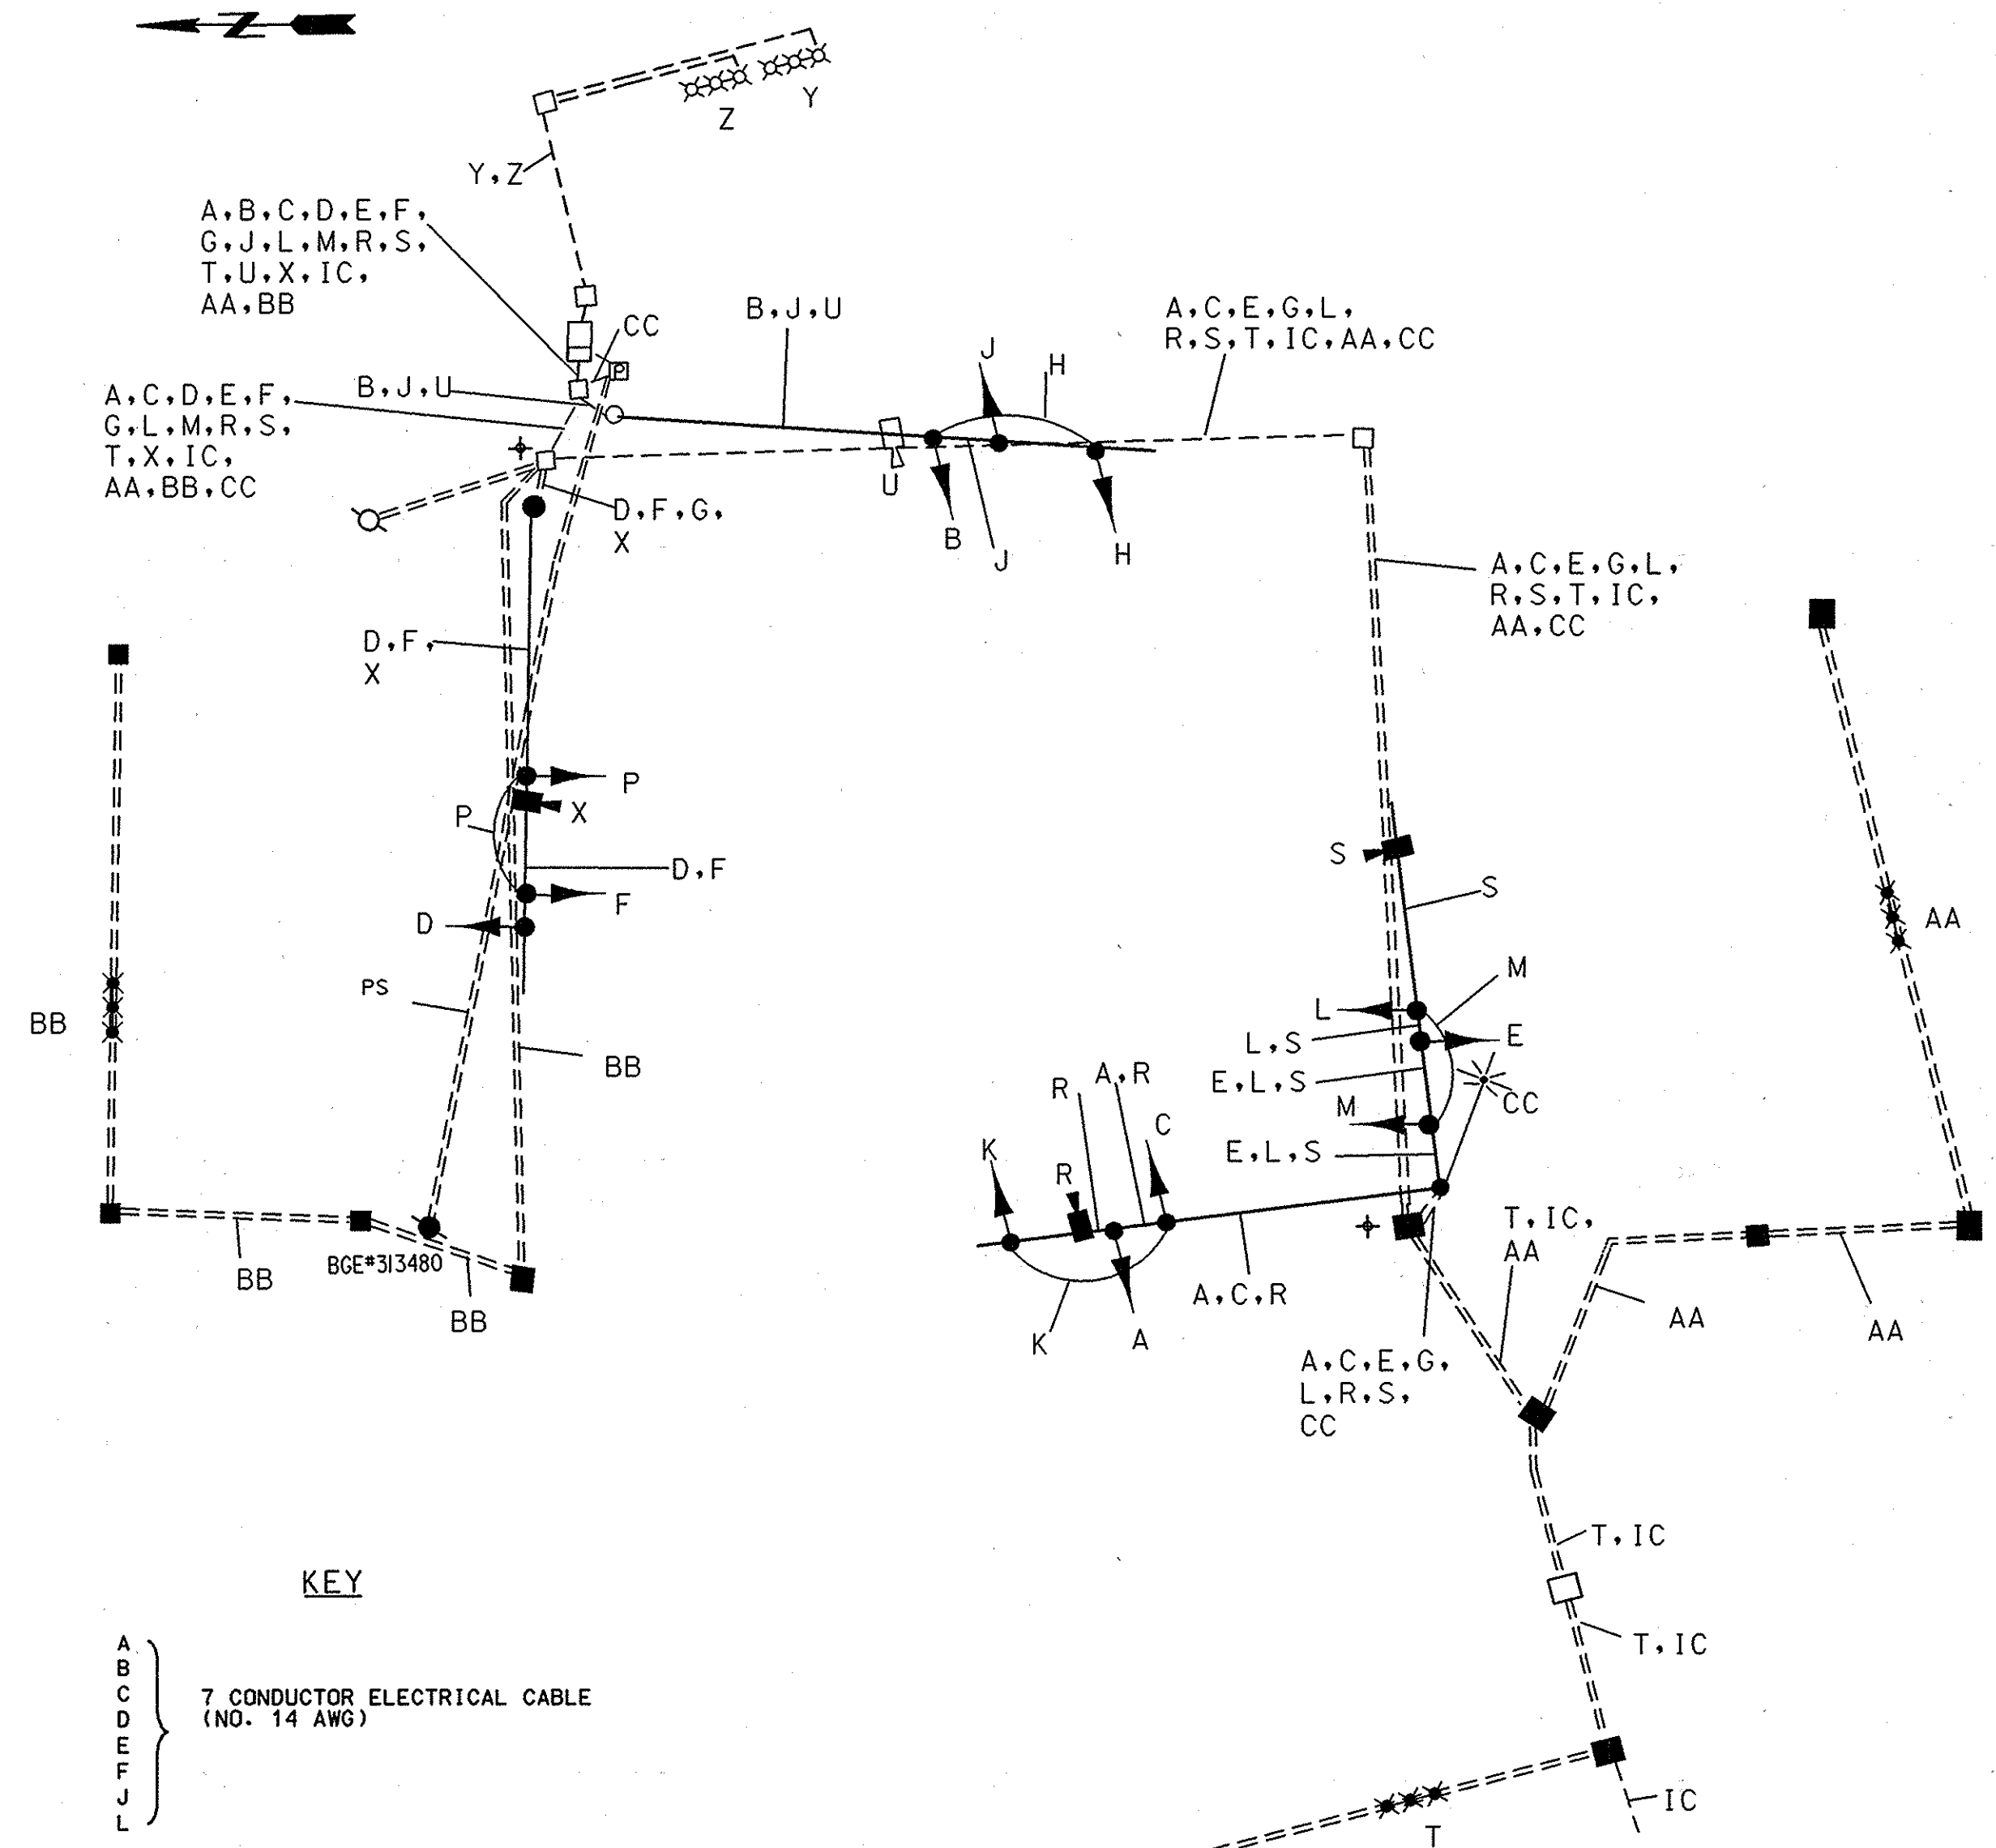 Z
Y
Z
Y,Z
A,B,C,D,E,F,
G,J,L,M,R,S,
T,U,X,IC,
AA,BB
CC
P
B,J,U
A,C,E,G,L,
R,S,T,IC,AA,CC
J
H
A,C,D,E,F,
G,L,M,R,S,
T,X,IC,
AA,BB,CC
B,J,U
U
D,F,G,
X
B
J
H
A,C,E,G,L,
R,S,T,IC,
AA,CC
D,F,
X
P
X
P
D,F
F
D
S
S
AA
PS
BB
BB
L
M
L,S
E
E,L,S
M
CC
E,L,S
R
A,R
C
K
R
T,IC,
AA
BB
BGE#313480
BB
A,C,R
K
A
AA
AA
A,C,E,G,
L,R,S,
CC
T,IC
T,IC
IC
T
KEY
A
B
C
D
E
F
J
L
7 CONDUCTOR ELECTRICAL CABLE
(NO. 14 AWG)